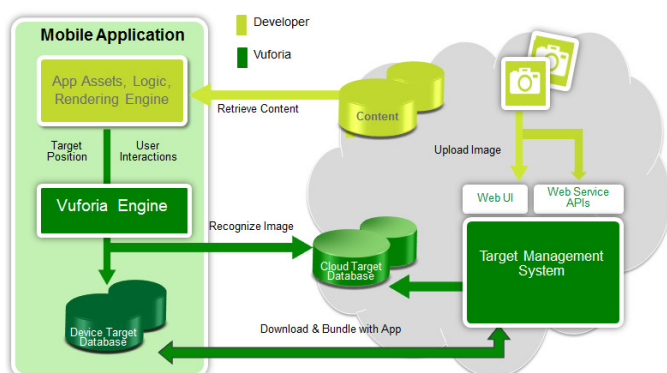 Developer
Mobile Application
Vuforia
App Assets, Logic,
Rendering Engine
Retrieve Content
Content
Target
Position
User
Interactions
Upload Image
Web UI
Web Service
APIs
Vuforia Engine
Recognize Image
Cloud Target
Database
Target Management
System
Device Target
Database
Download & Bundle with App